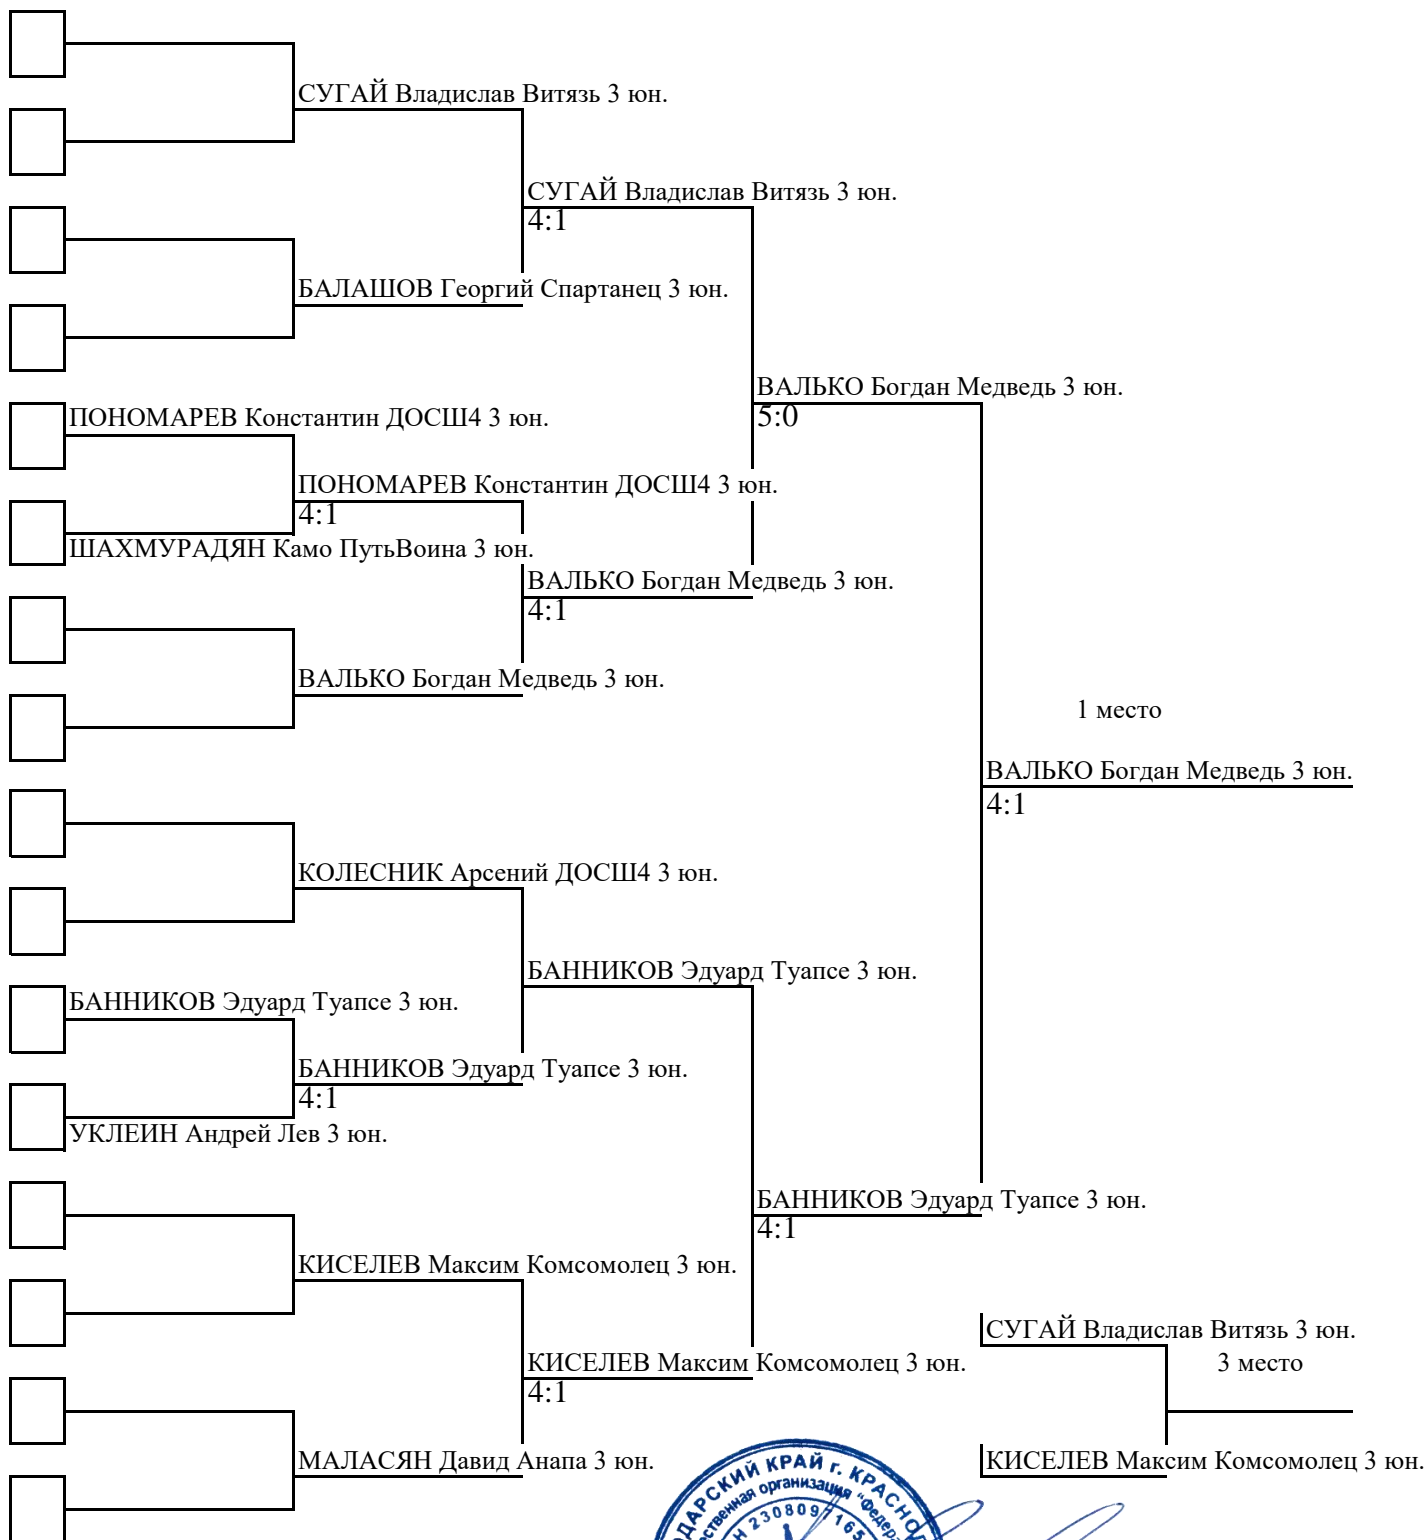 СУГАЙ Владислав Витязь 3 юн.
СУГАЙ Владислав Витязь 3 юн.
4:1
БАЛАШОВ Георгий Спартанец 3 юн.
ВАЛЬКО Богдан Медведь 3 юн.
5:0
ПОНОМАРЕВ Константин ДОСШ4 3 юн.
ПОНОМАРЕВ Константин ДОСШ4 3 юн.
4:1
ШАХМУРАДЯН Камо ПутьВоина 3 юн.
ВАЛЬКО Богдан Медведь 3 юн.
4:1
ВАЛЬКО Богдан Медведь 3 юн.
1 место
ВАЛЬКО Богдан Медведь 3 юн.
4:1
КОЛЕСНИК Арсений ДОСШ4 3 юн.
БАННИКОВ Эдуард Туапсе 3 юн.
БАННИКОВ Эдуард Туапсе 3 юн.
БАННИКОВ Эдуард Туапсе 3 юн.
4:1
УКЛЕИН Андрей Лев 3 юн.
БАННИКОВ Эдуард Туапсе 3 юн.
4:1
КИСЕЛЕВ Максим Комсомолец 3 юн.
СУГАЙ Владислав Витязь 3 юн.
КИСЕЛЕВ Максим Комсомолец 3 юн.
3 место
4:1
МАЛАСЯН Давид Анапа 3 юн.
КИСЕЛЕВ Максим Комсомолец 3 юн.
КРАЙ г.
организация
2308097165